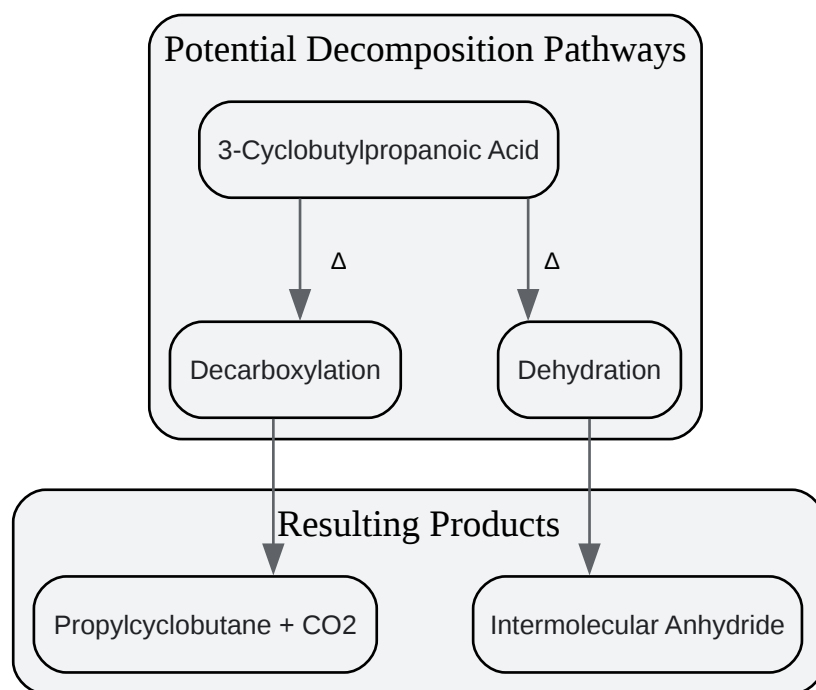 Potential Decomposition Pathways
3-Cyclobutylpropanoic Acid
Δ
Δ
Decarboxylation
Dehydration
Resulting Products
Propylcyclobutane + CO2
Intermolecular Anhydride